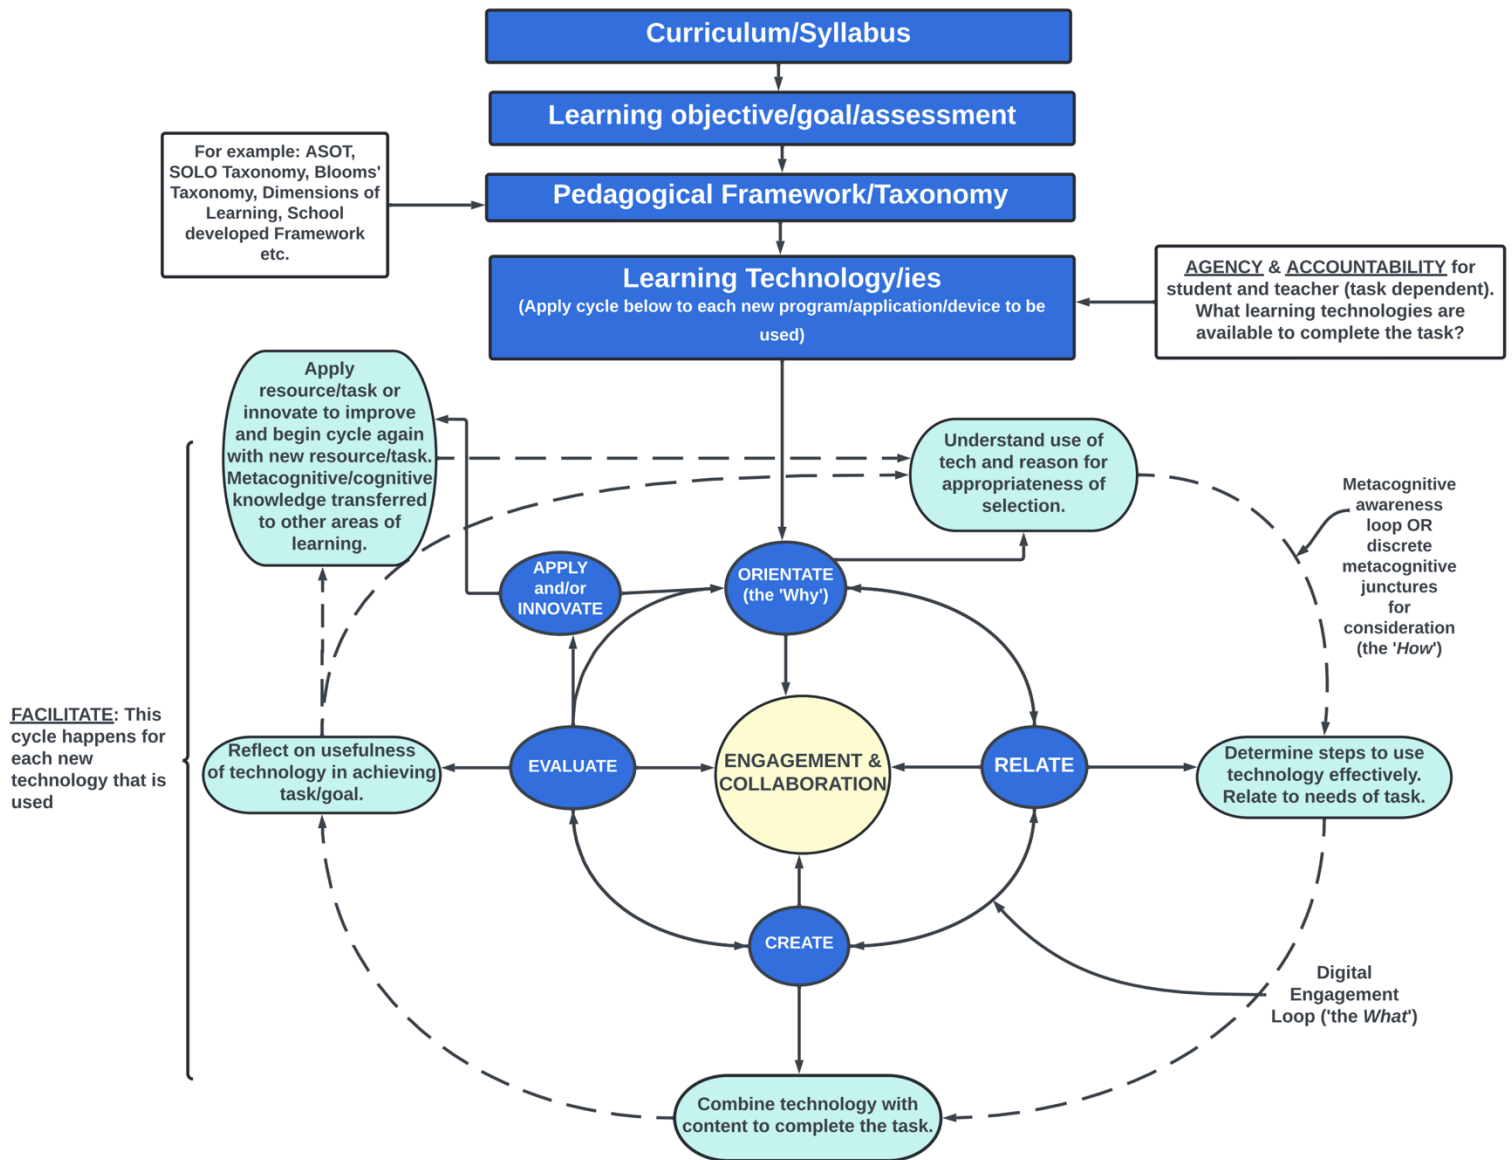 Curriculum/Syllabus
Learning objective/goal/assessment
For example: ASOT,
SOLO Taxonomy, Blooms'
Taxonomy, Dimensions of
Learning, School
developed Framework
etc.
Pedagogical Framework/Taxonomy
Learning Technology/ies
(Apply cycle below to each new program/application/device to be
used)
AGENCY & ACCOUNTABILITY for
student and teacher (task dependent).
What learning technologies are
available to complete the task?
Apply
resource/task or
innovate to improve
and begin cycle again
with new resource/task.
Metacognitive/cognitive
knowledge transferred
to other areas of
learning.
Understand use of
tech and reason for
appropriateness of
selection.
Metacognitive
awareness
loop OR
discrete
metacognitive
junctures
for
consideration
(the 'How')
APPLY
and/or
INNOVATE
ORIENTATE
(the 'Why')
FACILITATE: This
cycle happens for
each new
technology that is
used
Reflect on usefulness
of technology in achieving
task/goal.
EVALUATE
ENGAGEMENT &
COLLABORATION
RELATE
Determine steps to use
technology effectively.
Relate to needs of task.
CREATE
Digital
Engagement
Loop ('the What')
Combine technology with
content to complete the task.